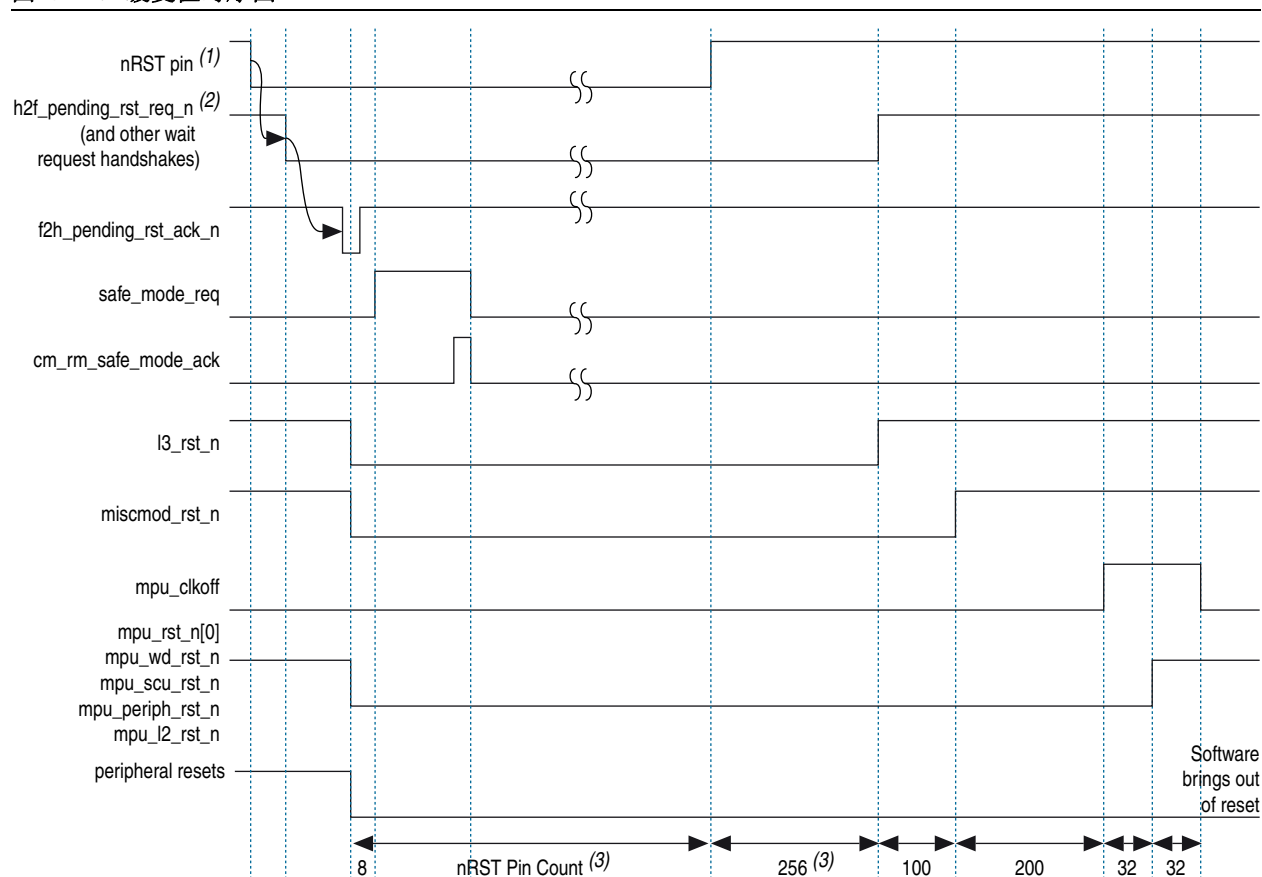 nRST pin (1)
h2f_pending_rst_req_n (2)
(and other wait
request handshakes)
f2h_pending_rst_ack_n
safe_mode_req
cm_rm_safe_mode_ack
l3_rst_n
miscmod_rst_n
mpu_clkoff
mpu_rst_n[0]
mpu_wd_rst_n
mpu_scu_rst_n
mpu_periph_rst_n
mpu_l2_rst_n
peripheral resets
Software
brings out
of reset
8 nRST Pin Count (3) 256 (3) 100 200 32 32